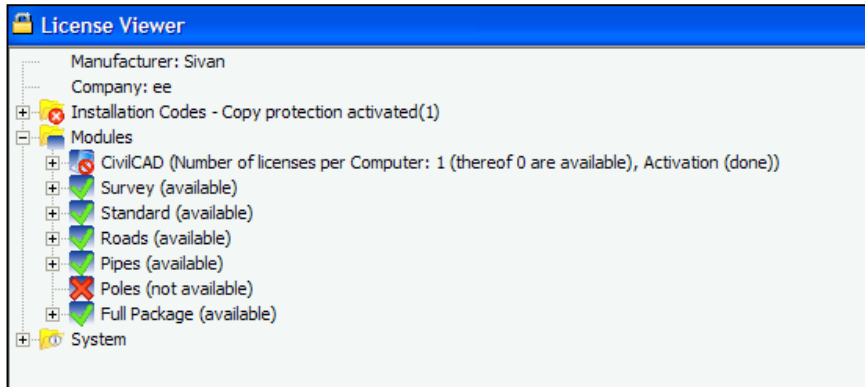 License Viewer
Manufacturer: Sivan
Company: ee
Installation Codes - Copy protection activated(1)
Modules
CivilCAD (Number of licenses per Computer: 1 (thereof 0 are available), Activation (done))
Survey (available)
Standard (available)
Roads (available)
Pipes (available)
Poles (not available)
Full Package (available)
System